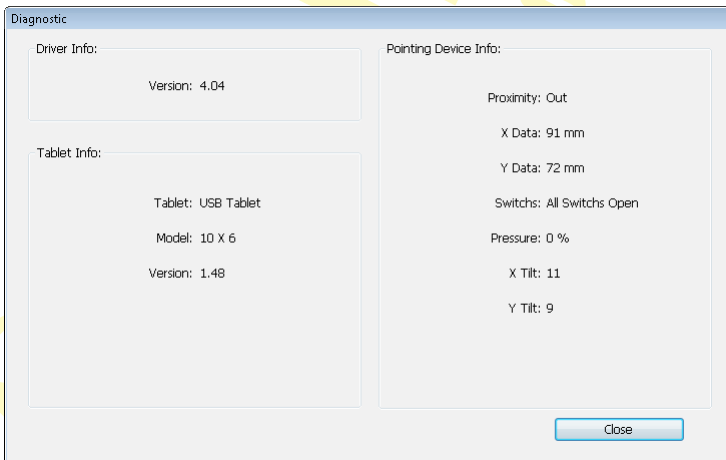 Diagnostic
Driver Info:
Version: 4.04
Tablet Info:
Tablet: USB Tablet
Model: 10 X 6
Version: 1.48
Pointing Device Info:
Proximity: Out
X Data: 91 mm
Y Data: 72 mm
Switchs: All Switchs Open
Pressure: 0 %
X Tilt: 11
Y Tilt: 9
Close